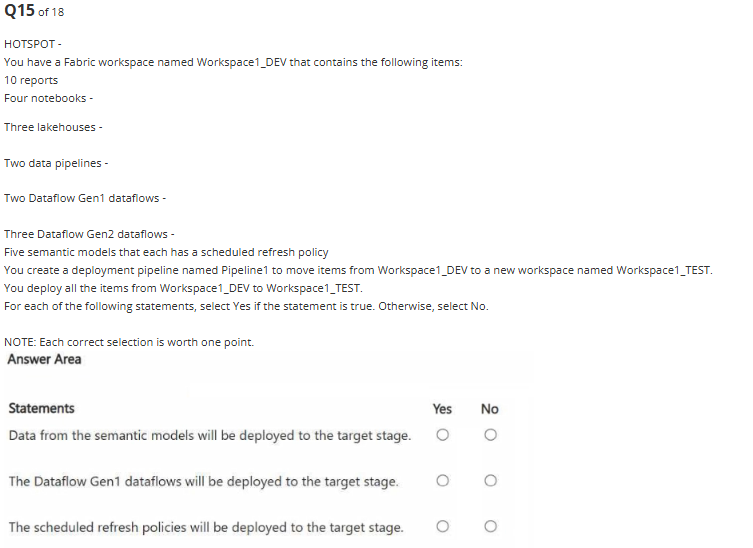 Q15 of 18
HOTSPOT -
You have a Fabric workspace named Workspace1_DEV that contains the following items:
10 reports
Four notebooks -
Three lakehouses -
Two data pipelines -
Two Dataflow Gen1 dataflows -
Three Dataflow Gen2 dataflows -
Five semantic models that each has a scheduled refresh policy
You create a deployment pipeline named Pipeline1 to move items from Workspace1_DEV to a new workspace named Workspace1_TEST.
You deploy all the items from Workspace1_DEV to Workspace1_TEST.
For each of the following statements, select Yes if the statement is true. Otherwise, select No.
NOTE: Each correct selection is worth one point.
Answer Area
Statements Yes No
Data from the semantic models will be deployed to the target stage.
The Dataflow Gen1 dataflows will be deployed to the target stage.
The scheduled refresh policies will be deployed to the target stage.